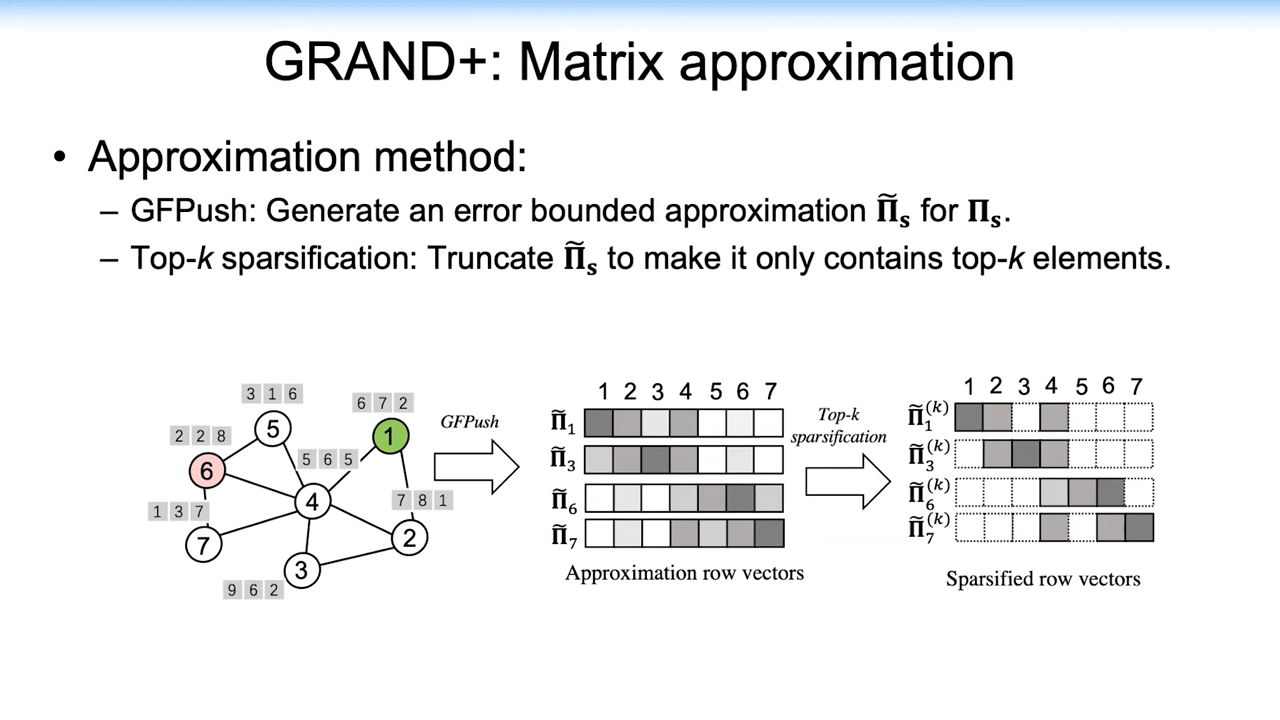 GRAND+: Matrix approximation
• Approximation method:
– GFPush: Generate an error bounded approximation Π̃ₛ for Πₛ.
– Top-k sparsification: Truncate Π̃ₛ to make it only contains top-k elements.
3 1 6
6 7 2
2 2 8
5 6 5
1 3 7
7 8 1
9 6 2
5
1
6
4
2
7
3
GFPush
1 2 3 4 5 6 7
Π̃₁
Π̃₃
Π̃₆
Π̃₇
Approximation row vectors
Top-k
sparsification
1 2 3 4 5 6 7
Π̃₁⁽ᵏ⁾
Π̃₃⁽ᵏ⁾
Π̃₆⁽ᵏ⁾
Π̃₇⁽ᵏ⁾
Sparsified row vectors